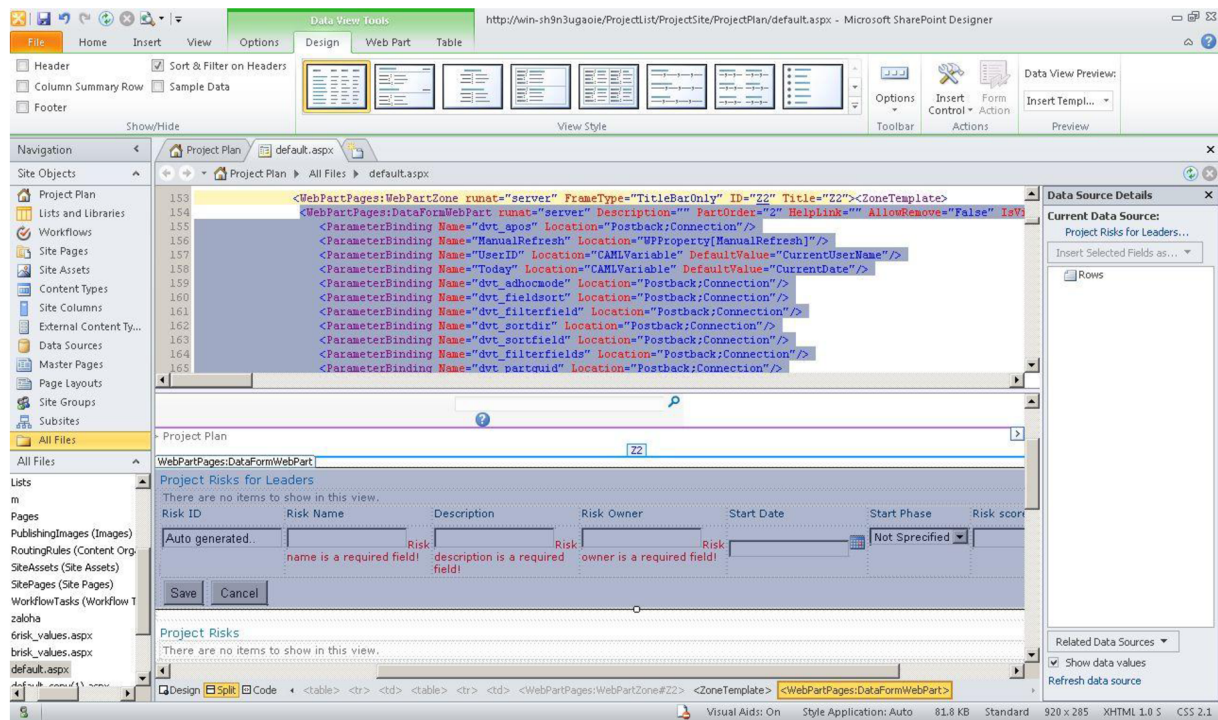 Data View Tools
http://win-sh9n3ugaoie/ProjectList/ProjectSite/ProjectPlan/default.aspx - Microsoft SharePoint Designer
File Home Insert View Options Design Web Part Table
Header Sort & Filter on Headers
Column Summary Row Sample Data
Footer
Show/Hide
View Style
Options
Toolbar
Insert Control
Form Action
Actions
Data View Preview:
Insert Templ...
Preview
Navigation
Project Plan default.aspx
Site Objects
Project Plan All Files default.aspx
Project Plan
Lists and Libraries
Workflows
Site Pages
Site Assets
Content Types
Site Columns
External Content Ty...
Data Sources
Master Pages
Page Layouts
Site Groups
Subsites
All Files
All Files
Lists
m
Pages
PublishingImages (Images)
RoutingRules (Content Org
SiteAssets (Site Assets)
SitePages (Site Pages)
WorkflowTasks (Workflow T
zaloha
6risk_values.aspx
brisk_values.aspx
default.aspx
153 <WebPartPages:WebPartZone runat="server" FrameType="TitleBarOnly" ID="Z2" Title="Z2"><ZoneTemplate>
154 <WebPartPages:DataFormWebPart runat="server" Description="" PartOrder="2" HelpLink="" AllowRemove="False" IsVi
155 <ParameterBinding Name="dvt_apos" Location="Postback;Connection"/>
156 <ParameterBinding Name="ManualRefresh" Location="WPProperty[ManualRefresh]"/>
157 <ParameterBinding Name="UserID" Location="CAMLVariable" DefaultValue="CurrentUserName"/>
158 <ParameterBinding Name="Today" Location="CAMLVariable" DefaultValue="CurrentDate"/>
159 <ParameterBinding Name="dvt_adhocmode" Location="Postback;Connection"/>
160 <ParameterBinding Name="dvt_fieldsort" Location="Postback;Connection"/>
161 <ParameterBinding Name="dvt_filterfield" Location="Postback;Connection"/>
162 <ParameterBinding Name="dvt_sortdir" Location="Postback;Connection"/>
163 <ParameterBinding Name="dvt_sortfield" Location="Postback;Connection"/>
164 <ParameterBinding Name="dvt_filterfields" Location="Postback;Connection"/>
165 <ParameterBinding Name="dvt_partguid" Location="Postback;Connection"/>
Project Plan
Z2
WebPartPages:DataFormWebPart
Project Risks for Leaders
There are no items to show in this view.
Risk ID Risk Name Description Risk Owner Start Date Start Phase Risk score
Auto generated.. Risk name is a required field! Risk description is a required field! Risk owner is a required field! Not Sprecified
Save Cancel
Project Risks
There are no items to show in this view.
Design Split Code <table> <tr> <td> <table> <tr> <td> <WebPartPages:WebPartZone#Z2> <ZoneTemplate> <WebPartPages:DataFormWebPart>
Data Source Details
Current Data Source:
Project Risks for Leaders...
Insert Selected Fields as...
Rows
Related Data Sources
Show data values
Refresh data source
Visual Aids: On Style Application: Auto 81.8 KB Standard 920 x 285 XHTML 1.0 S CSS 2.1